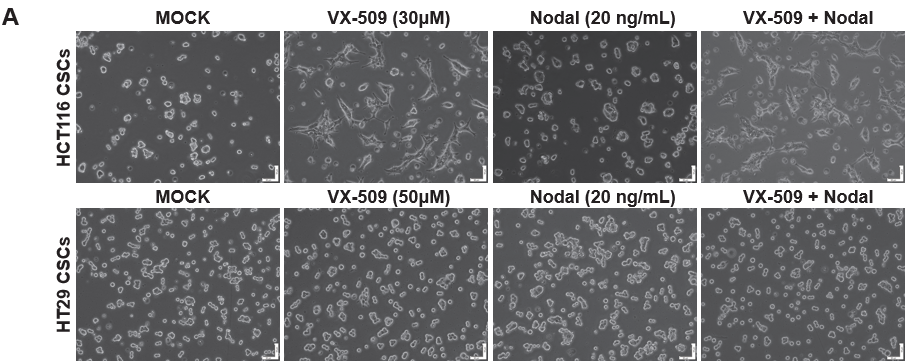 A
MOCK VX-509 (30µM) Nodal (20 ng/mL) VX-509 + Nodal
HCT116 CSCs
MOCK VX-509 (50µM) Nodal (20 ng/mL) VX-509 + Nodal
HT29 CSCs